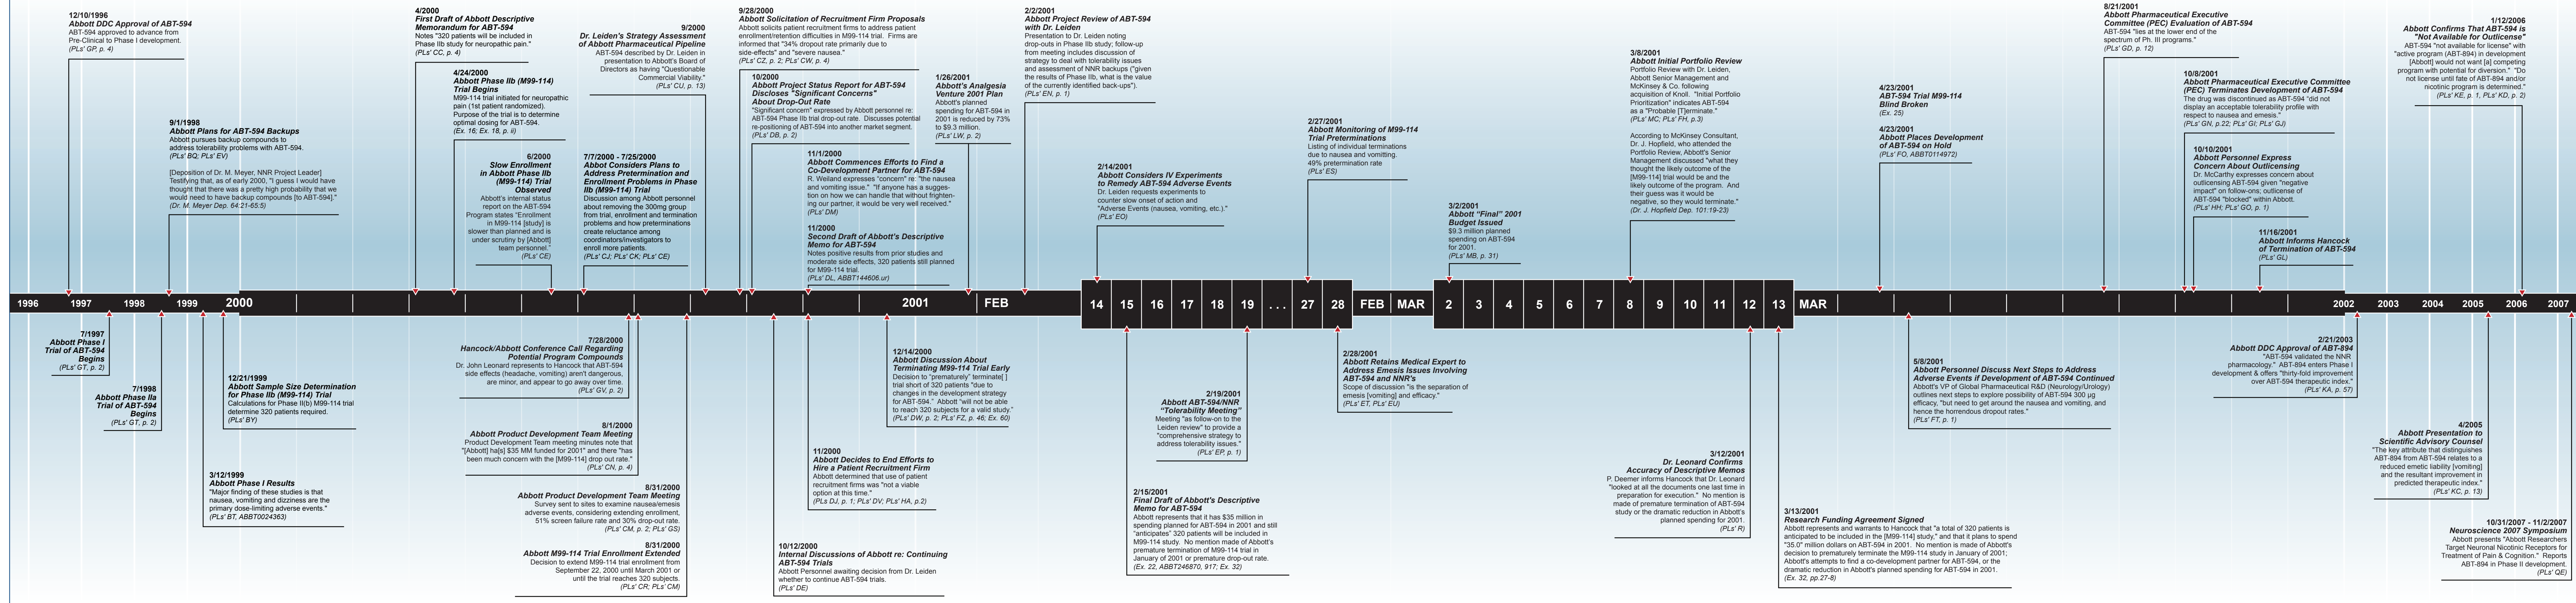 12/10/1996
Abbott DDC Approval of ABT-594
ABT-594 approved to advance from
Pre-Clinical to Phase I development.
(PLs' GP, p. 4)
9/1/1998
Abbott Plans for ABT-594 Backups
Abbott pursues backup compounds to
address tolerability problems with ABT-594.
(PLs' BQ; PLs' EV)
[Deposition of Dr. M. Meyer, NNR Project Leader]
Testifying that, as of early 2000, "I guess I would have
thought that there was a pretty high probability that we
would need to have backup compounds [to ABT-594]."
(Dr. M. Meyer Dep. 64:21-65:5)
4/2000
First Draft of Abbott Descriptive
Memorandum for ABT-594
Notes "320 patients will be included in
Phase IIb study for neuropathic pain."
(PLs' CC, p. 4)
4/24/2000
Abbott Phase IIb (M99-114)
Trial Begins
M99-114 trial initiated for neuropathic
pain (1st patient randomized).
Purpose of the trial is to determine
optimal dosing for ABT-594.
(Ex. 16; Ex. 18, p. ii)
6/2000
Slow Enrollment
in Abbott Phase IIb
(M99-114) Trial
Observed
Abbott's internal status
report on the ABT-594
Program states "Enrollment
in M99-114 [study] is
slower than planned and is
under scrutiny by [Abbott]
team personnel."
(PLs' CE)
7/7/2000 - 7/25/2000
Abbot Considers Plans to
Address Pretermination and
Enrollment Problems in Phase
IIb (M99-114) Trial
Discussion among Abbott personnel
about removing the 300mg group
from trial, enrollment and termination
problems and how preterminations
create reluctance among
coordinators/investigators to
enroll more patients.
(PLs' CJ; PLs' CK; PLs' CE)
9/2000
Dr. Leiden's Strategy Assessment
of Abbott Pharmaceutical Pipeline
ABT-594 described by Dr. Leiden in
presentation to Abbott's Board of
Directors as having "Questionable
Commercial Viability."
(PLs' CU, p. 13)
9/28/2000
Abbott Solicitation of Recruitment Firm Proposals
Abbott solicits patient recruitment firms to address patient
enrollment/retention difficulties in M99-114 trial. Firms are
informed that "34% dropout rate primarily due to
side-effects" and "severe nausea."
(PLs' CZ, p. 2; PLs' CW, p. 4)
10/2000
Abbott Project Status Report for ABT-594
Discloses "Significant Concerns"
About Drop-Out Rate
"Significant concern" expressed by Abbott personnel re:
ABT-594 Phase IIb trial drop-out rate. Discusses potential
re-positioning of ABT-594 into another market segment.
(PLs' DB, p. 2)
11/1/2000
Abbott Commences Efforts to Find a
Co-Development Partner for ABT-594
R. Weiland expresses "concern" re "the nausea
and vomiting issue." "If anyone has a sugges-
tion on how we can handle that without frighten-
ing our partner, it would be very well received."
(PLs' DM)
11/2000
Second Draft of Abbott's Descriptive
Memo for ABT-594
Notes positive results from prior studies and
moderate side effects, 320 patients still planned
for M99-114 trial.
(PLs' DL, ABBT144606.ur)
1/26/2001
Abbott's Analgesia
Venture 2001 Plan
Abbott's planned
spending for ABT-594 in
2001 is reduced by 73%
to $9.3 million.
(PLs' LW, p. 2)
2/2/2001
Abbott Project Review of ABT-594
with Dr. Leiden
Presentation to Dr. Leiden noting
drop-outs in Phase IIb study; follow-up
from meeting includes discussion of
strategy to deal with tolerability issues
and assessment of NNR backups ("given
the results of Phase IIb, what is the value
of the currently identified back-ups").
(PLs' EN, p. 1)
2/14/2001
Abbott Considers IV Experiments
to Remedy ABT-594 Adverse Events
Dr. Leiden requests experiments to
counter slow onset of action and
"Adverse Events (nausea, vomiting, etc.)."
(PLs' EO)
2/27/2001
Abbott Monitoring of M99-114
Trial Preterminations
Listing of individual terminations
due to nausea and vomitting.
49% pretermination rate
(PLs' ES)
3/2/2001
Abbott "Final" 2001
Budget Issued
$9.3 million planned
spending on ABT-594
for 2001.
(PLs' MB, p. 31)
3/8/2001
Abbott Initial Portfolio Review
Portfolio Review with Dr. Leiden,
Abbott Senior Management and
McKinsey & Co. following
acquisition of Knoll. "Initial Portfolio
Prioritization" indicates ABT-594
as a "Probable [T]erminate."
(PLs' MC; PLs' FH, p.3)
According to McKinsey Consultant,
Dr. J. Hopfield, who attended the
Portfolio Review, Abbott's Senior
Management discussed "what they
thought the likely outcome of the
[M99-114] trial would be and the
likely outcome of the program. And
their guess was it would be
negative, so they would terminate."
(Dr. J. Hopfield Dep. 101:19-23)
4/23/2001
ABT-594 Trial M99-114
Blind Broken
(Ex. 25)
4/23/2001
Abbott Places Development
of ABT-594 on Hold
(PLs' FO, ABBT0114972)
8/21/2001
Abbott Pharmaceutical Executive
Committee (PEC) Evaluation of ABT-594
ABT-594 "lies at the lower end of the
spectrum of Ph. III programs."
(PLs' GD, p. 12)
10/8/2001
Abbott Pharmaceutical Executive Committee
(PEC) Terminates Development of ABT-594
The drug was discontinued as ABT-594 "did not
display an acceptable tolerability profile with
respect to nausea and emesis."
(PLs' GN, p.22; PLs' GI; PLs' GJ)
10/10/2001
Abbott Personnel Express
Concern About Outlicensing
Dr. McCarthy expresses concern about
outlicensing ABT-594 given "negative
impact" on follow-ons; outlicense of
ABT-594 "blocked" within Abbott.
(PLs' HH; PLs' GO, p. 1)
11/16/2001
Abbott Informs Hancock
of Termination of ABT-594
(PLs' GL)
1/12/2006
Abbott Confirms That ABT-594 is
"Not Available for Outlicense"
ABT-594 "not available for license" with
"active program (ABT-894) in development
[Abbott] would not want [a] competing
program with potential for diversion." "Do
not license until fate of ABT-894 and/or
nicotinic program is determined."
(PLs' KE, p. 1, PLs' KD, p. 2)
1996 1997 1998 1999 2000 2001 FEB 14 15 16 17 18 19 . . . 27 28 FEB MAR 2 3 4 5 6 7 8 9 10 11 12 13 MAR 2002 2003 2004 2005 2006 2007
7/1997
Abbott Phase I
Trial of ABT-594
Begins
(PLs' GT, p. 2)
7/1998
Abbott Phase IIa
Trial of ABT-594
Begins
(PLs' GT, p. 2)
3/12/1999
Abbott Phase I Results
"Major finding of these studies is that
nausea, vomiting and dizziness are the
primary dose-limiting adverse events."
(PLs' BT, ABBT0024363)
12/21/1999
Abbott Sample Size Determination
for Phase IIb (M99-114) Trial
Calculations for Phase II(b) M99-114 trial
determine 320 patients required.
(PLs' BY)
7/28/2000
Hancock/Abbott Conference Call Regarding
Potential Program Compounds
Dr. John Leonard represents to Hancock that ABT-594
side effects (headache, vomiting) aren't dangerous,
are minor, and appear to go away over time.
(PLs' GV, p. 2)
8/1/2000
Abbott Product Development Team Meeting
Product Development Team meeting minutes note that
"[Abbott] ha[s] $35 MM funded for 2001" and there "has
been much concern with the [M99-114] drop out rate."
(PLs' CN, p. 4)
8/31/2000
Abbott Product Development Team Meeting
Survey sent to sites to examine nausea/emesis
adverse events, considering extending enrollment,
51% screen failure rate and 30% drop-out rate.
(PLs' CM, p. 2; PLs' GS)
8/31/2000
Abbott M99-114 Trial Enrollment Extended
Decision to extend M99-114 trial enrollment from
September 22, 2000 until March 2001 or
until the trial reaches 320 subjects.
(PLs' CR; PLs' CM)
10/12/2000
Internal Discussions of Abbott re: Continuing
ABT-594 Trials
Abbott Personnel awaiting decision from Dr. Leiden
whether to continue ABT-594 trials.
(PLs' DE)
11/2000
Abbott Decides to End Efforts to
Hire a Patient Recruitment Firm
Abbott determined that use of patient
recruitment firms was "not a viable
option at this time."
(PLs DJ, p. 1; PLs' DV; PLs' HA, p.2)
12/14/2000
Abbott Discussion About
Terminating M99-114 Trial Early
Decision to "prematurely" terminate[ ]
trial short of 320 patients "due to
changes in the development strategy
for ABT-594." Abbott "will not be able
to reach 320 subjects for a valid study."
(PLs' DW, p. 2; PLs' FZ, p. 46; Ex. 60)
2/15/2001
Final Draft of Abbott's Descriptive
Memo for ABT-594
Abbott represents that it has $35 million in
spending planned for ABT-594 in 2001 and still
"anticipates" 320 patients will be included in
M99-114 study. No mention made of Abbott's
premature termination of M99-114 trial in
January of 2001 or premature drop-out rate.
(Ex. 22, ABBT246870, 917; Ex. 32)
2/19/2001
Abbott ABT-594/NNR
"Tolerability Meeting"
Meeting "as follow-on to the
Leiden review" to provide a
"comprehensive strategy to
address tolerability issues."
(PLs' EP, p. 1)
2/28/2001
Abbott Retains Medical Expert to
Address Emesis Issues Involving
ABT-594 and NNR's
Scope of discussion "is the separation of
emesis [vomiting] and efficacy."
(PLs' ET, PLs' EU)
3/12/2001
Dr. Leonard Confirms
Accuracy of Descriptive Memos
P. Deemer informs Hancock that Dr. Leonard
"looked at all the documents one last time in
preparation for execution." No mention is
made of premature termination of ABT-594
study or the dramatic reduction in Abbott's
planned spending for 2001.
(PLs' R)
3/13/2001
Research Funding Agreement Signed
Abbott represents and warrants to Hancock that "a total of 320 patients is
anticipated to be included in the [M99-114] study," and that it plans to spend
"35.0" million dollars on ABT-594 in 2001. No mention is made of Abbott's
decision to prematurely terminate the M99-114 study in January of 2001;
Abbott's attempts to find a co-development partner for ABT-594, or the
dramatic reduction in Abbott's planned spending for ABT-594 in 2001.
(Ex. 32, pp.27-8)
5/8/2001
Abbott Personnel Discuss Next Steps to Address
Adverse Events if Development of ABT-594 Continued
Abbott's VP of Global Pharmaceutical R&D (Neurology/Urology)
outlines next steps to explore possibility of ABT-594 300 µg
efficacy, "but need to get around the nausea and vomiting, and
hence the horrendous dropout rates."
(PLs' FT, p. 1)
2/21/2003
Abbott DDC Approval of ABT-894
"ABT-594 validated the NNR
pharmacology." ABT-894 enters Phase I
development & offers "thirty-fold improvement
over ABT-594 therapeutic index."
(PLs' KA, p. 57)
4/2005
Abbott Presentation to
Scientific Advisory Counsel
"The key attribute that distinguishes
ABT-894 from ABT-594 relates to a
reduced emetic liability [vomiting]
and the resultant improvement in
predicted therapeutic index."
(PLs' KC, p. 13)
10/31/2007 - 11/2/2007
Neuroscience 2007 Symposium
Abbott presents "Abbott Researchers
Target Neuronal Nicotinic Receptors for
Treatment of Pain & Cognition." Reports
ABT-894 in Phase II development.
(PLs' QE)